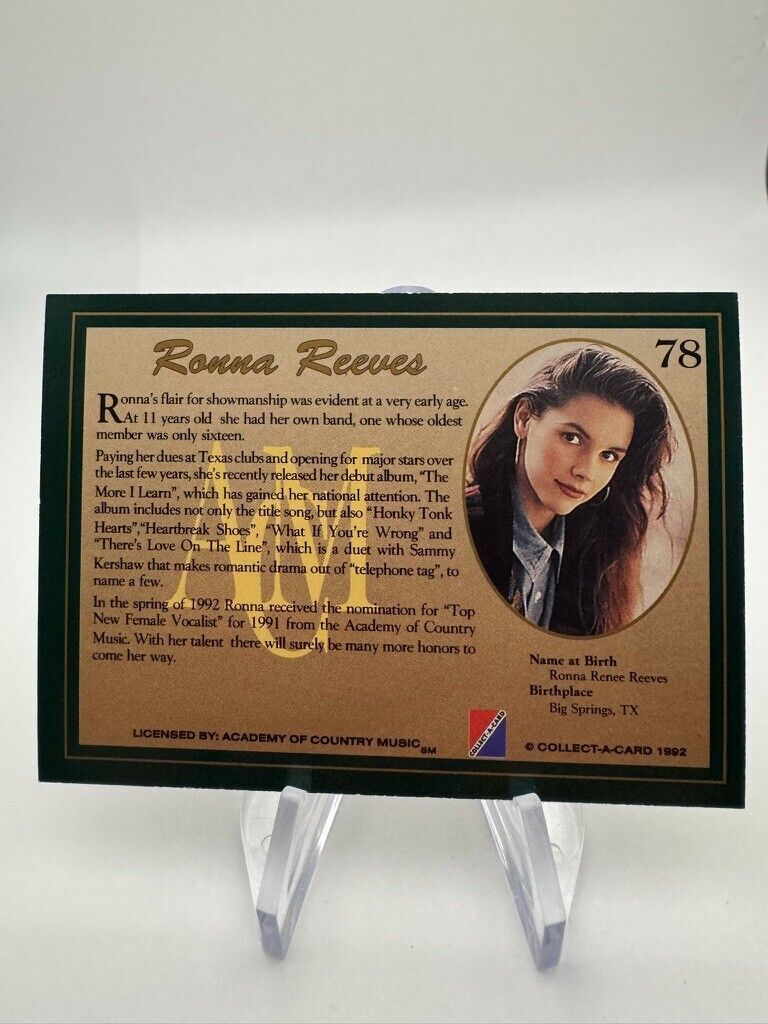 Ronna Reeves
78
Ronna's flair for showmanship was evident at a very early age.
At 11 years old she had her own band, one whose oldest
member was only sixteen.
Paying her dues at Texas clubs and opening for major stars over
the last few years, she's recently released her debut album, "The
More I Learn", which has gained her national attention. The
album includes not only the title song, but also "Honky Tonk
Hearts","Heartbreak Shoes", "What If You're Wrong" and
"There's Love On The Line", which is a duet with Sammy
Kershaw that makes romantic drama out of "telephone tag", to
name a few.
In the spring of 1992 Ronna received the nomination for "Top
New Female Vocalist" for 1991 from the Academy of Country
Music. With her talent there will surely be many more honors to
come her way.
ACM
Name at Birth
Ronna Renee Reeves
Birthplace
Big Springs, TX
LICENSED BY: ACADEMY OF COUNTRY MUSIC SM
COLLECT-A-CARD
© COLLECT-A-CARD 1992